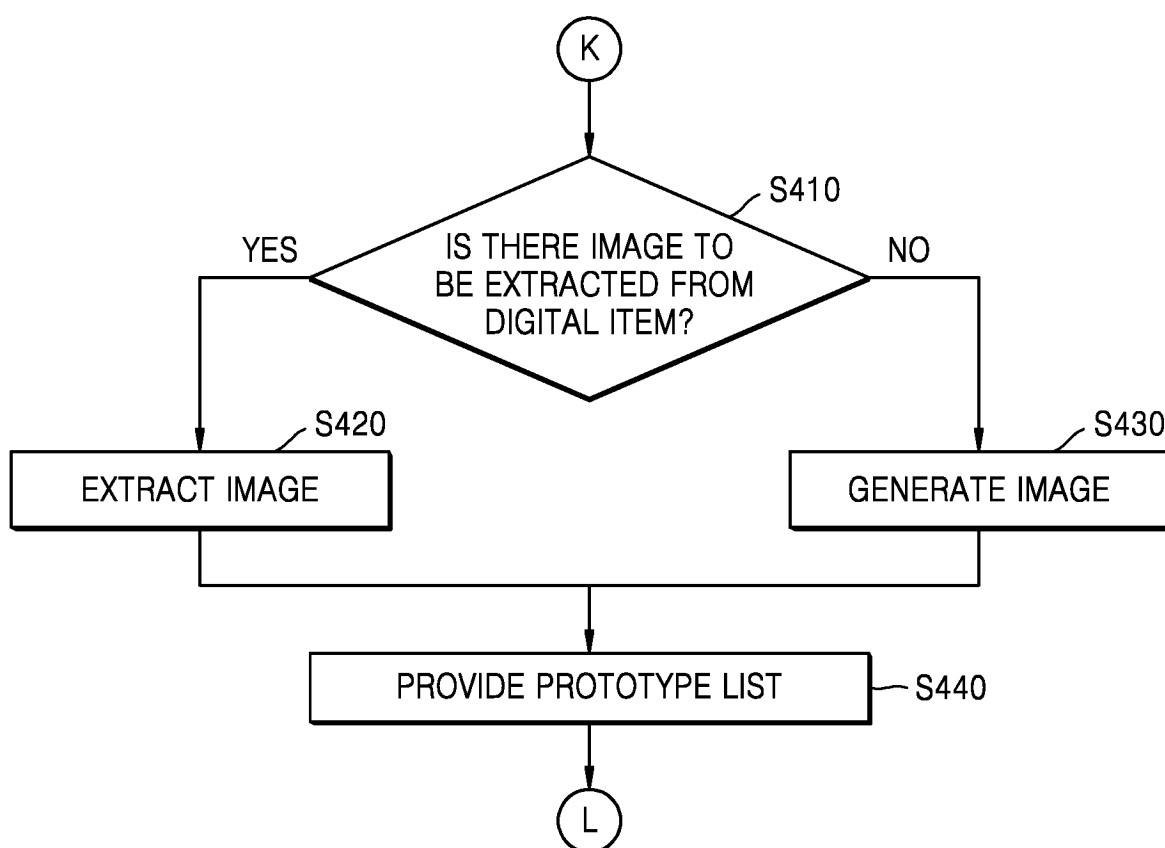 K
S410
YES
IS THERE IMAGE TO
BE EXTRACTED FROM
DIGITAL ITEM?
NO
S420
EXTRACT IMAGE
S430
GENERATE IMAGE
PROVIDE PROTOTYPE LIST
S440
L